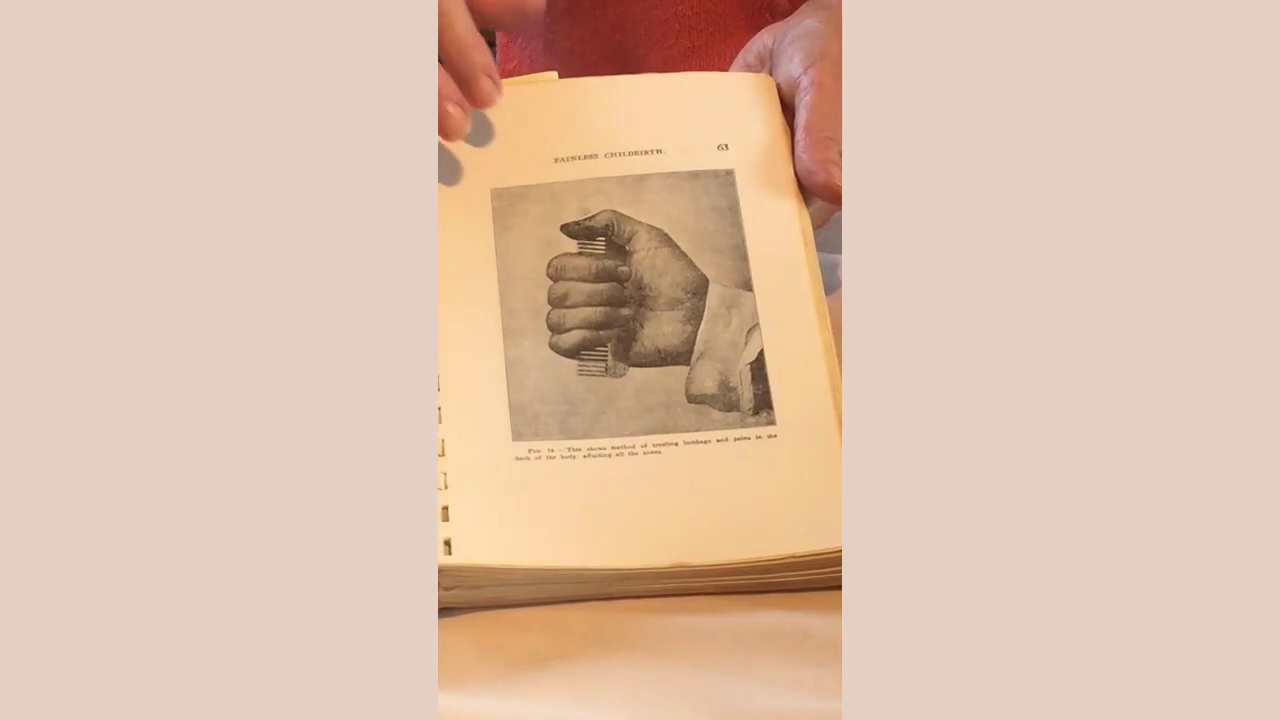 PAINLESS CHILDBIRTH.
63
FIG. 14 — This shows method of treating lumbago and pains in the
back of the body, affecting all the zones.